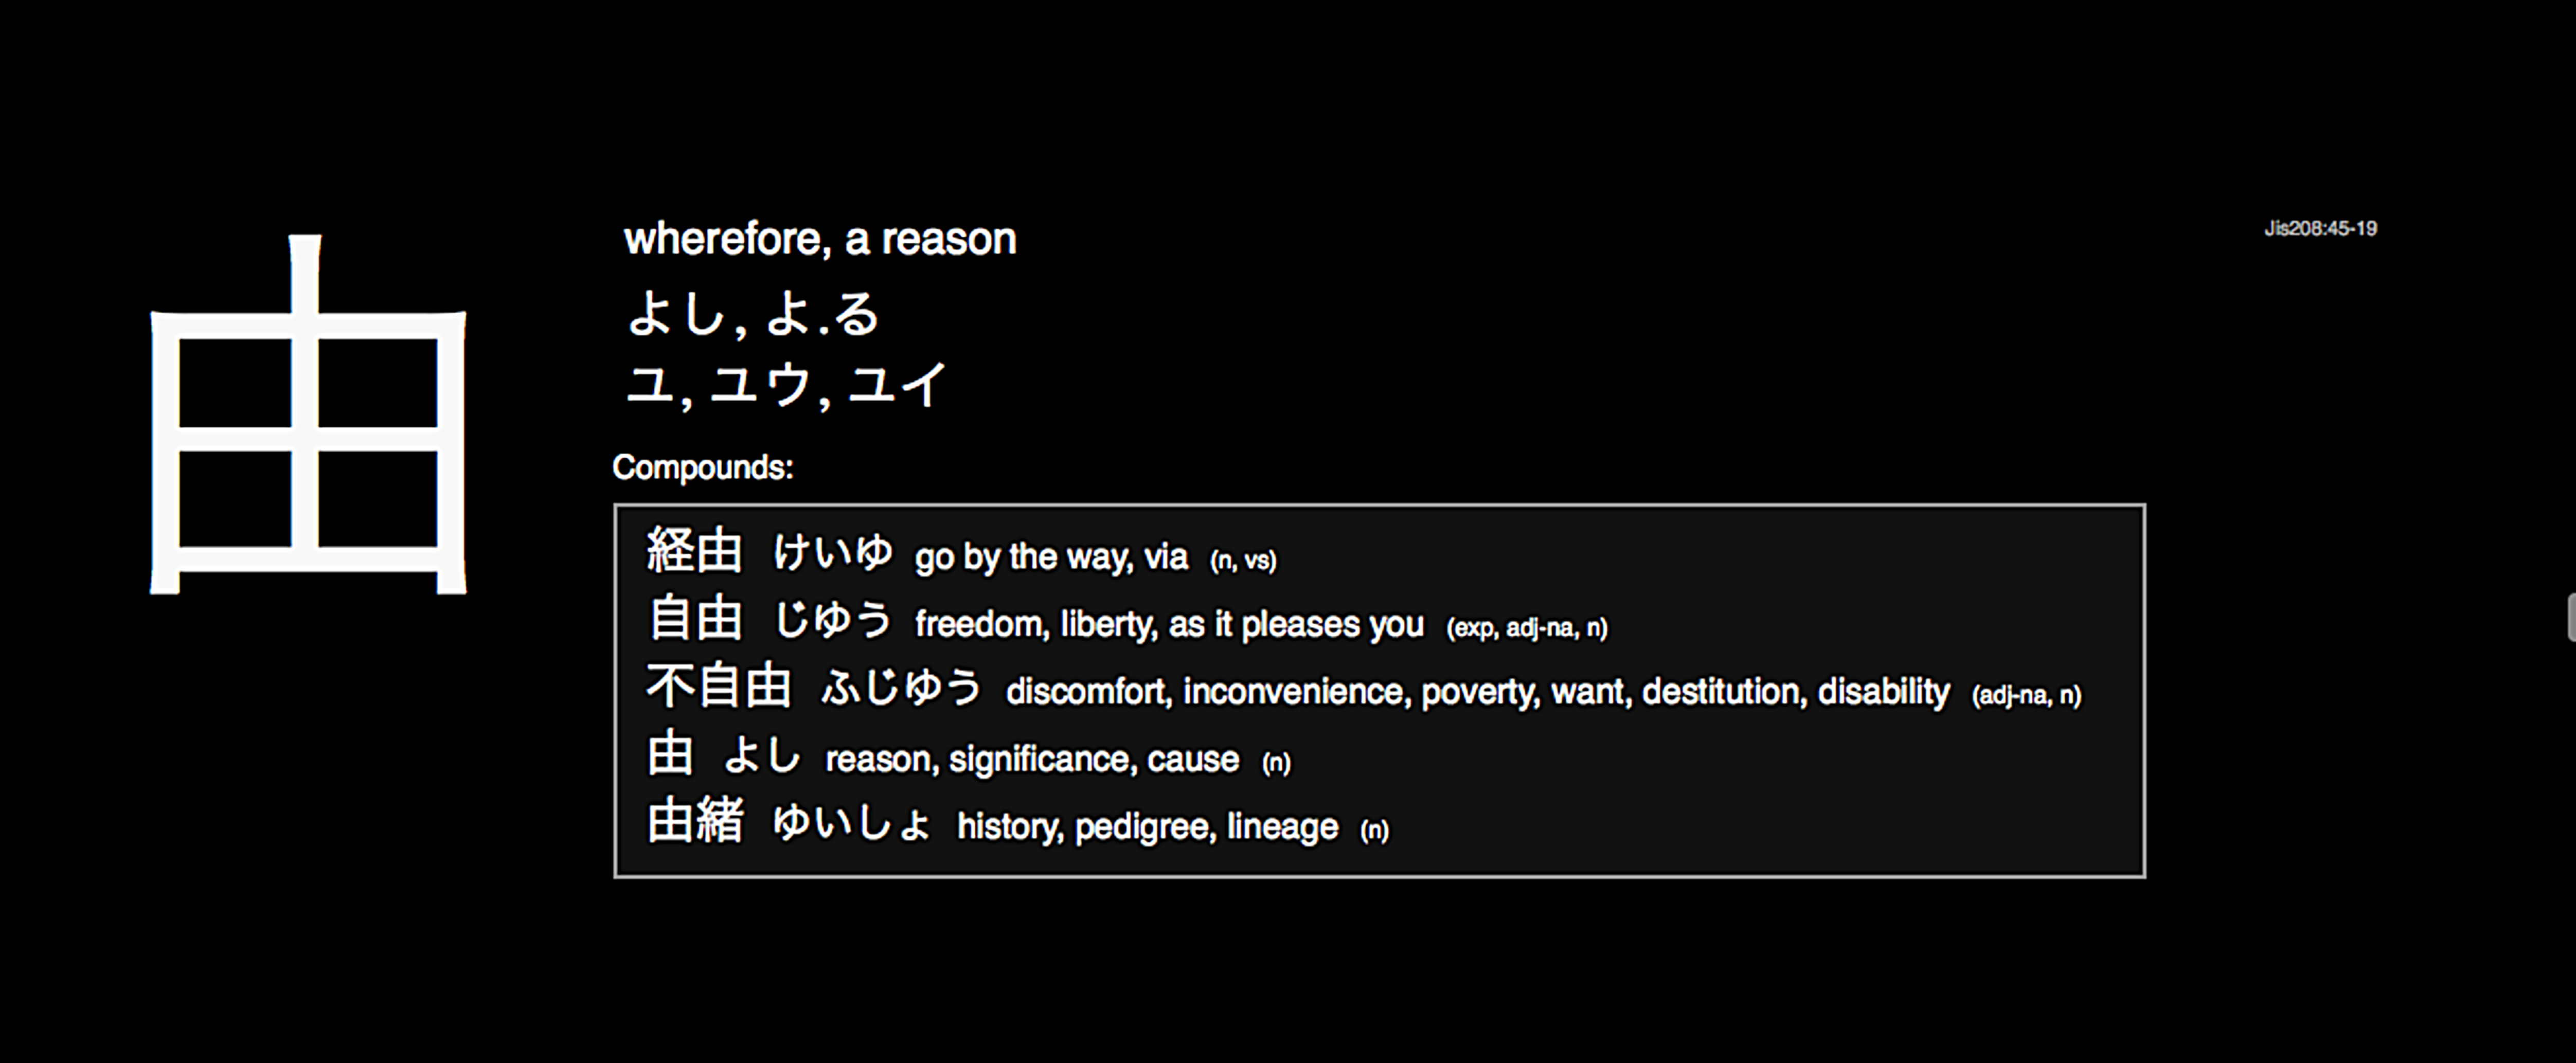 由
wherefore, a reason
Jis208:45-19
よし, よ.る
ユ, ユウ, ユイ
Compounds:
経由 けいゆ go by the way, via (n, vs)
自由 じゆう freedom, liberty, as it pleases you (exp, adj-na, n)
不自由 ふじゆう discomfort, inconvenience, poverty, want, destitution, disability (adj-na, n)
由 よし reason, significance, cause (n)
由緒 ゆいしょ history, pedigree, lineage (n)